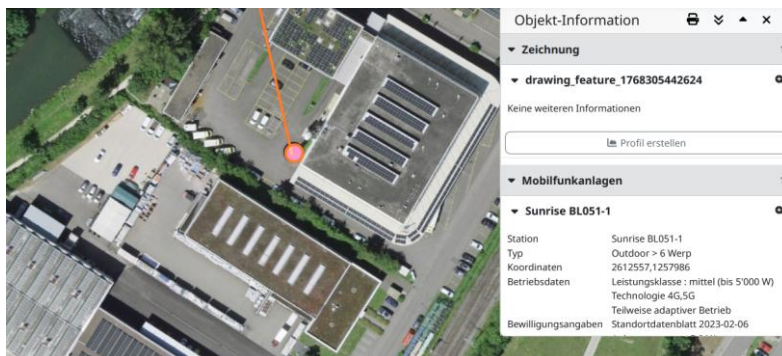 Objekt-Information
Zeichnung
drawing_feature_1768305442624
Keine weiteren Informationen
Profil erstellen
Mobilfunkanlagen
Sunrise BL051-1
Station Sunrise BL051-1
Typ Outdoor > 6 Werp
Koordinaten 2612557,1257986
Betriebsdaten Leistungsklasse : mittel (bis 5'000 W)
Technologie 4G,5G
Teilweise adaptiver Betrieb
Bewilligungsangaben Standortdatenblatt 2023-02-06